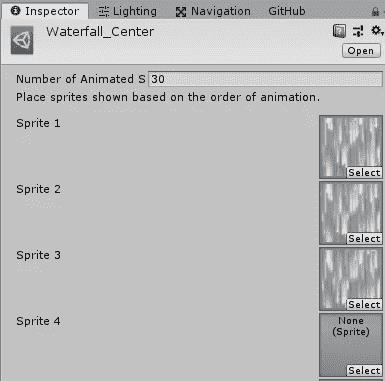 Inspector Lighting Navigation GitHub
Waterfall_Center
Open
Number of Animated S 30
Place sprites shown based on the order of animation.
Sprite 1
Select
Sprite 2
Select
Sprite 3
Select
Sprite 4
None
(Sprite)
Select